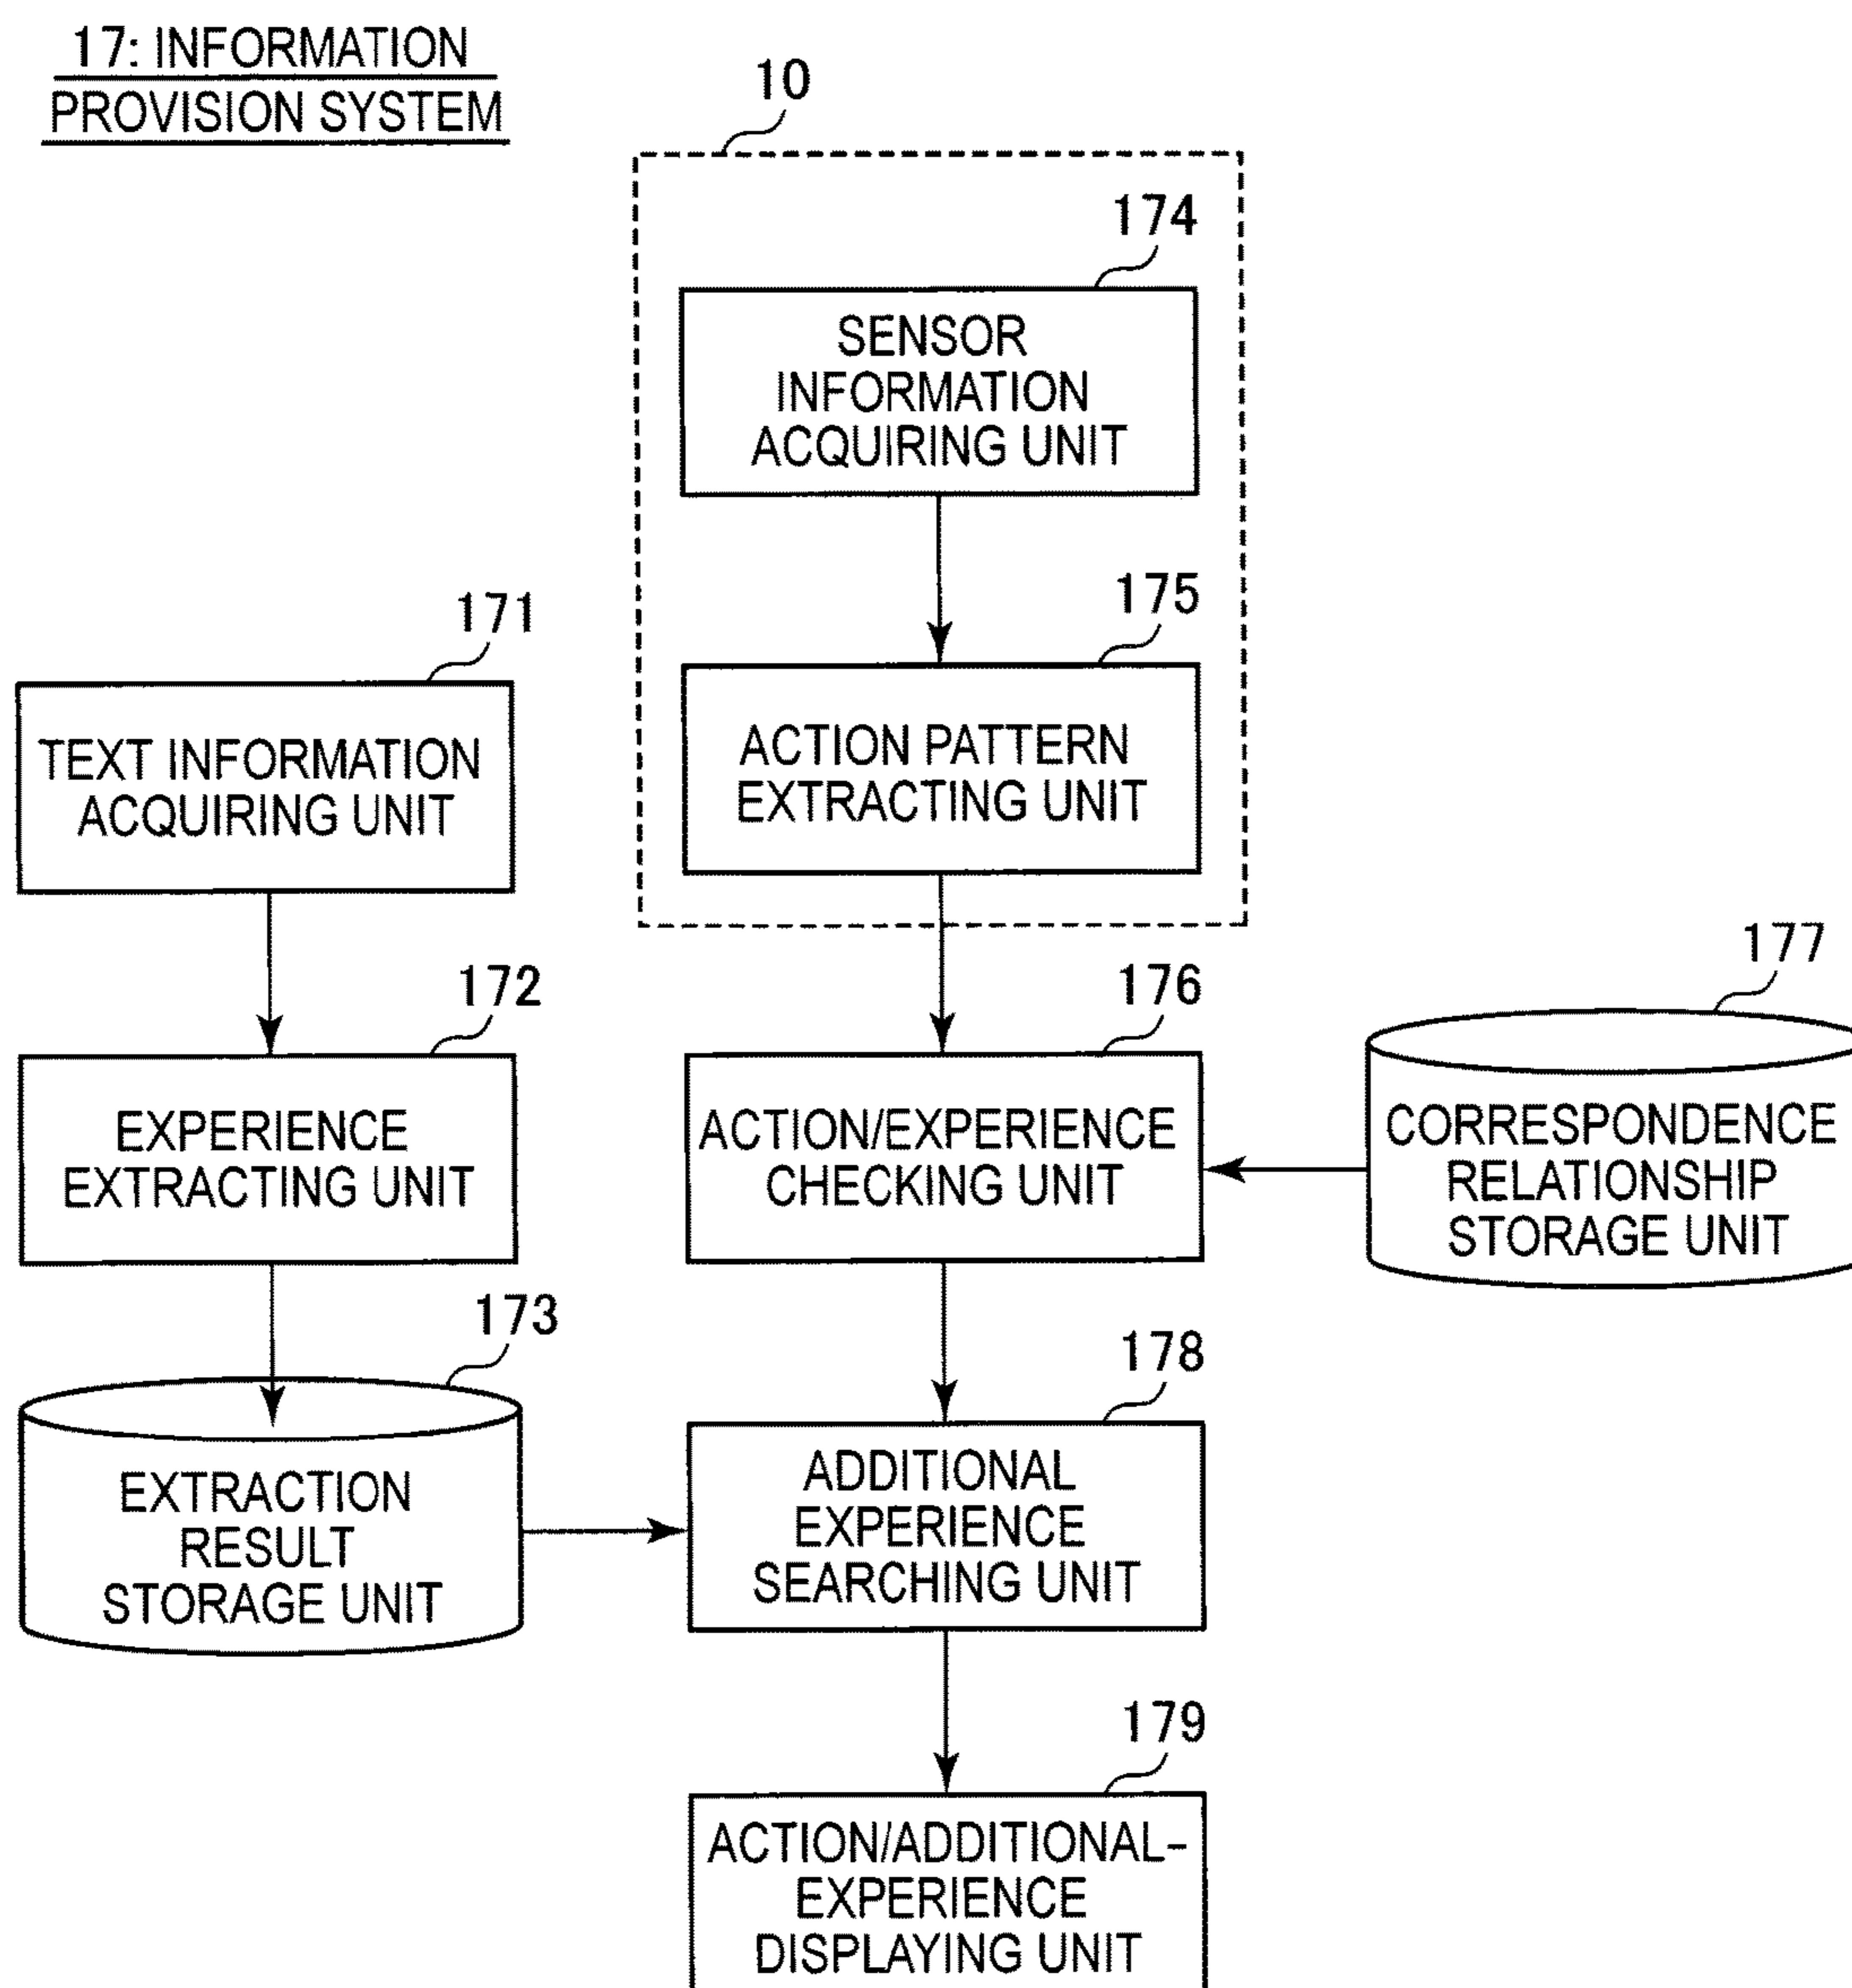 17: INFORMATION
PROVISION SYSTEM
10
174
SENSOR
INFORMATION
ACQUIRING UNIT
175
ACTION PATTERN
EXTRACTING UNIT
171
TEXT INFORMATION
ACQUIRING UNIT
172
EXPERIENCE
EXTRACTING UNIT
176
ACTION/EXPERIENCE
CHECKING UNIT
177
CORRESPONDENCE
RELATIONSHIP
STORAGE UNIT
173
EXTRACTION
RESULT
STORAGE UNIT
178
ADDITIONAL
EXPERIENCE
SEARCHING UNIT
179
ACTION/ADDITIONAL-
EXPERIENCE
DISPLAYING UNIT